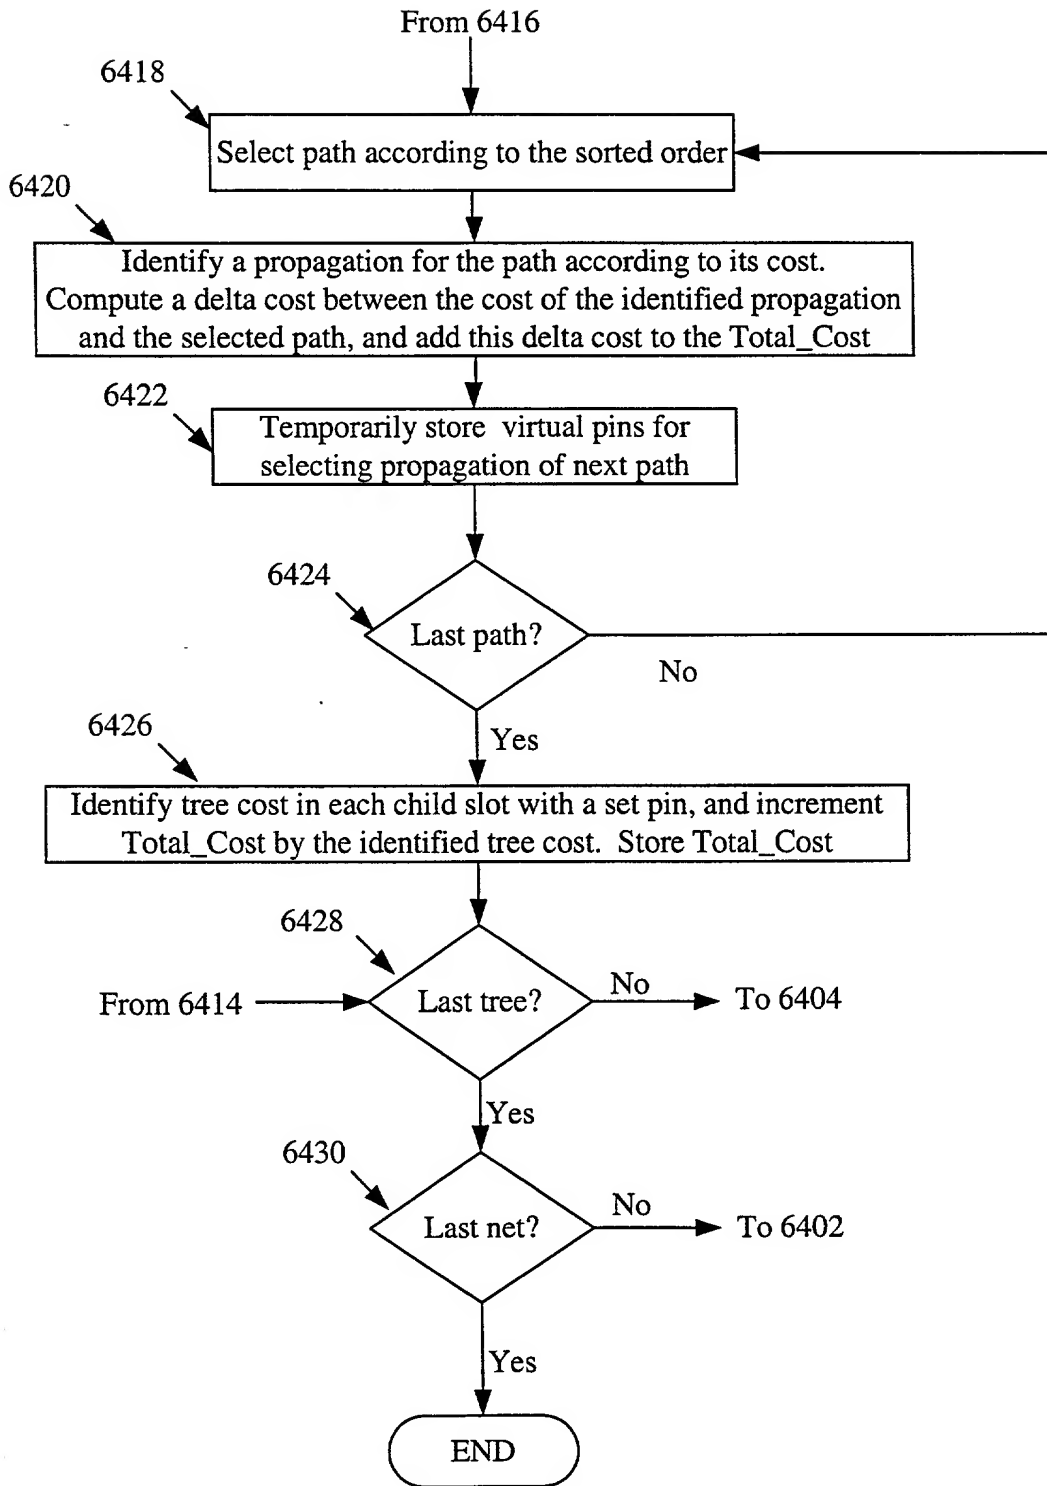 From 6416
6418
Select path according to the sorted order
6420
Identify a propagation for the path according to its cost.
Compute a delta cost between the cost of the identified propagation
and the selected path, and add this delta cost to the Total_Cost
6422
Temporarily store virtual pins for
selecting propagation of next path
6424
Last path?
No
Yes
6426
Identify tree cost in each child slot with a set pin, and increment
Total_Cost by the identified tree cost. Store Total_Cost
6428
From 6414
Last tree?
No
To 6404
Yes
6430
Last net?
No
To 6402
Yes
END